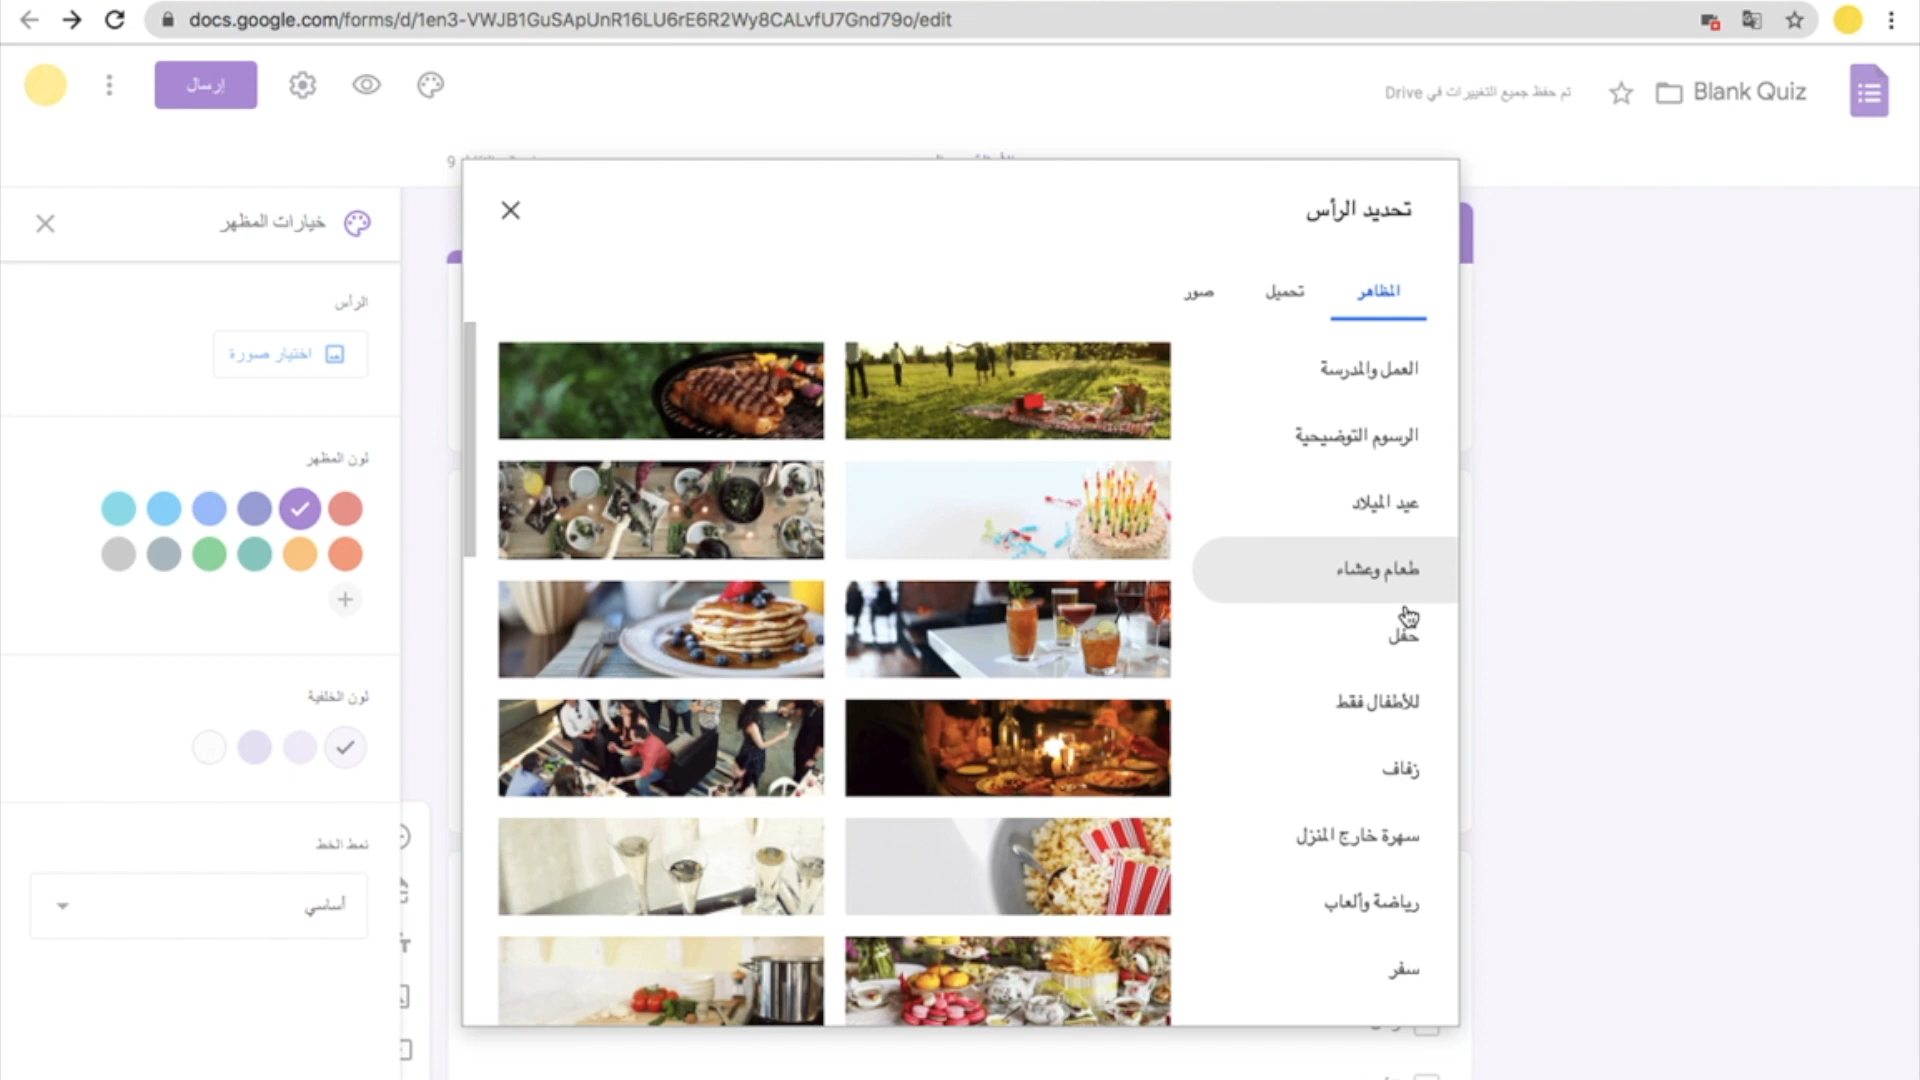 docs.google.com/forms/d/1en3-VWJB1GuSApUnR16LU6rE6R2Wy8CALvfU7Gnd79o/edit
Blank Quiz
تم حفظ جميع التغييرات في Drive
إرسال
خيارات المظهر
الرأس
اختيار صورة
لون المظهر
لون الخلفية
نمط الخط
أساسي
تحديد الرأس
المظاهر
تحميل
صور
العمل والمدرسة
الرسوم التوضيحية
عيد الميلاد
طعام وعشاء
حفل
للأطفال فقط
زفاف
سهرة خارج المنزل
رياضة وألعاب
سفر